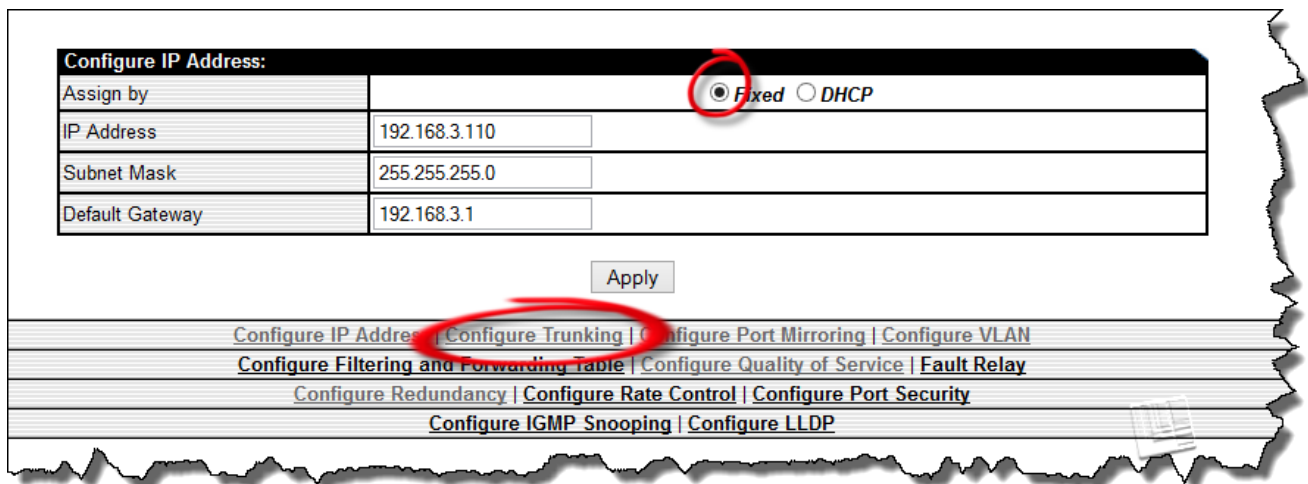 Configure IP Address:
Assign by Fixed DHCP
IP Address 192.168.3.110
Subnet Mask 255.255.255.0
Default Gateway 192.168.3.1
Apply
Configure IP Address | Configure Trunking | Configure Port Mirroring | Configure VLAN
Configure Filtering and Forwarding Table | Configure Quality of Service | Fault Relay
Configure Redundancy | Configure Rate Control | Configure Port Security
Configure IGMP Snooping | Configure LLDP